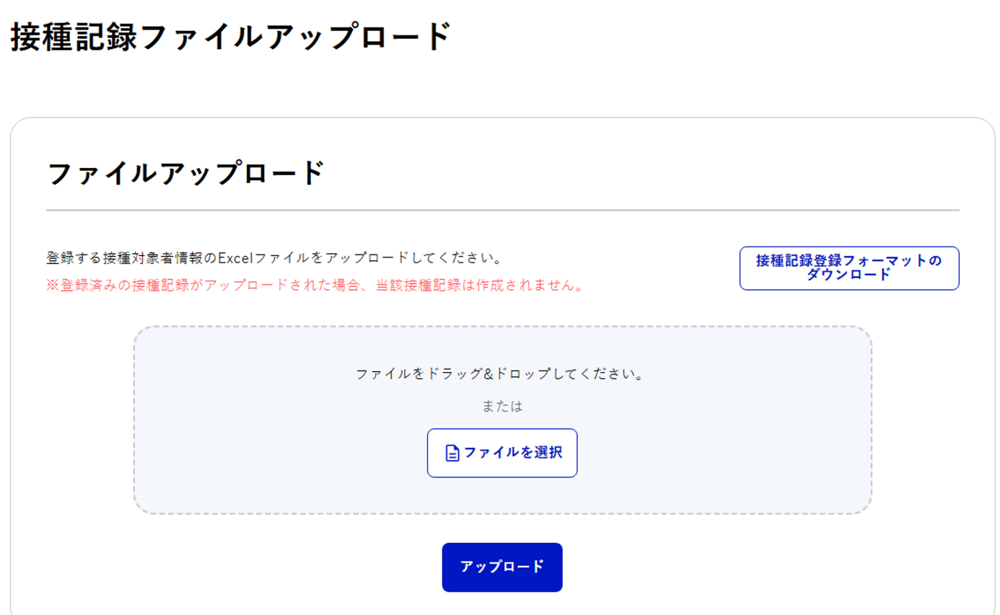 接種記録ファイルアップロード
ファイルアップロード
登録する接種対象者情報のExcelファイルをアップロードしてください。
※登録済みの接種記録がアップロードされた場合、当該接種記録は作成されません。
接種記録登録フォーマットの
ダウンロード
ファイルをドラッグ&ドロップしてください。
または
ファイルを選択
アップロード